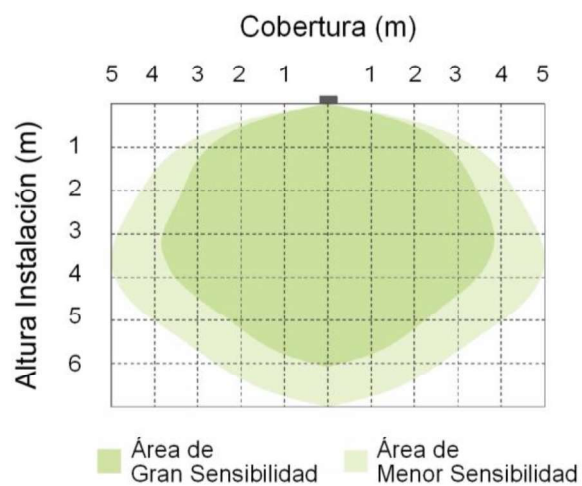 Cobertura (m)
5 4 3 2 1 1 2 3 4 5
Altura Instalación (m)
1
2
3
4
5
6
Área de
Gran Sensibilidad
Área de
Menor Sensibilidad